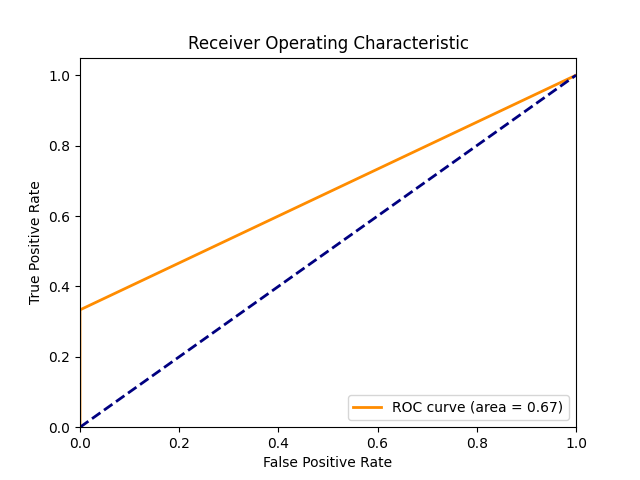 Receiver Operating Characteristic
True Positive Rate
1.0
0.8
0.6
0.4
0.2
0.0
ROC curve (area = 0.67)
0.0 0.2 0.4 0.6 0.8 1.0
False Positive Rate